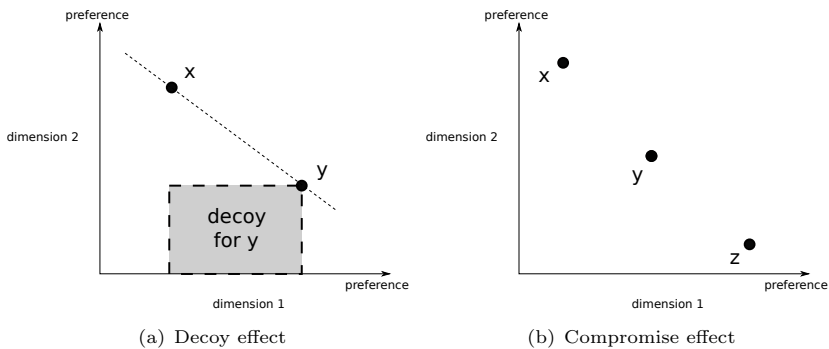 preference
x
dimension 2
y
decoy
for y
preference
dimension 1
(a) Decoy effect
preference
x
dimension 2
y
z
preference
dimension 1
(b) Compromise effect